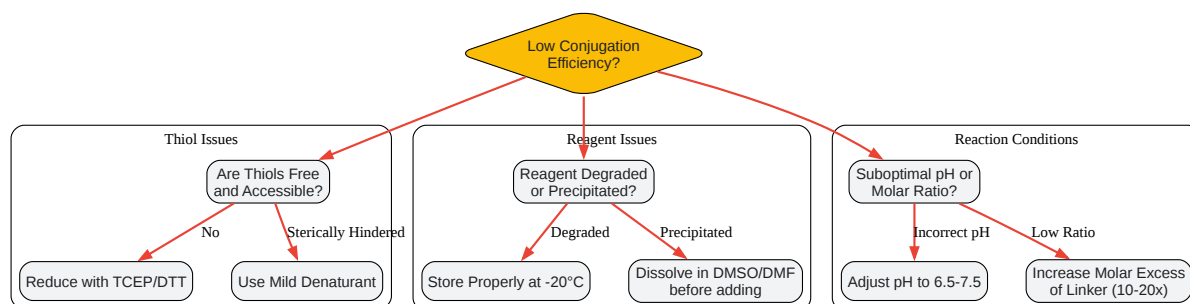 Low Conjugation
Efficiency?
Thiol Issues
Reagent Issues
Reaction Conditions
Are Thiols Free
and Accessible?
Reagent Degraded
or Precipitated?
Suboptimal pH or
Molar Ratio?
No
Sterically Hindered
Degraded
Precipitated
Incorrect pH
Low Ratio
Reduce with TCEP/DTT
Use Mild Denaturant
Store Properly at -20°C
Dissolve in DMSO/DMF
before adding
Adjust pH to 6.5-7.5
Increase Molar Excess
of Linker (10-20x)